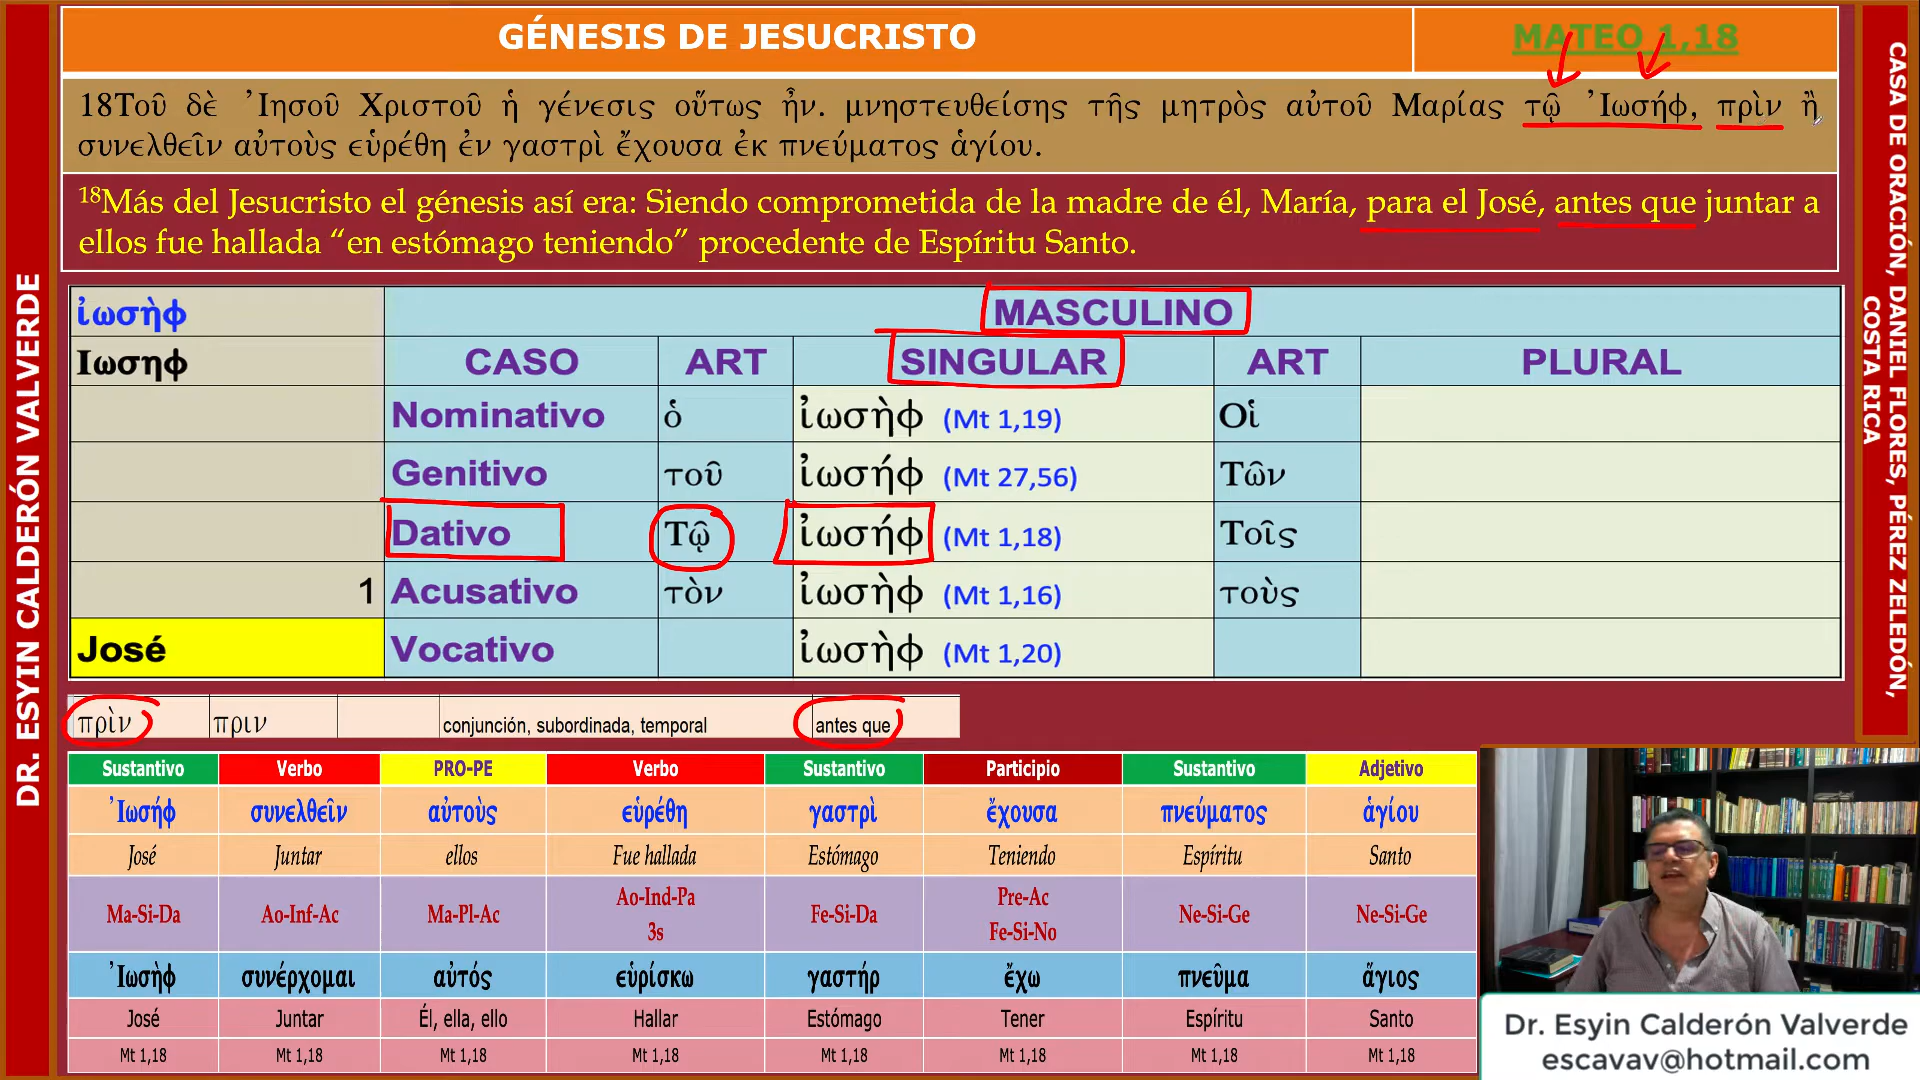 GÉNESIS DE JESUCRISTO
MATEO 1,18
18Τοῦ δὲ ᾿Ιησοῦ Χριστοῦ ἡ γένεσις οὕτως ἦν. μνηστευθείσης τῆς μητρὸς αὐτοῦ Μαρίας τῷ ᾿Ιωσήφ, πρὶν ἢ
συνελθεῖν αὐτοὺς εὑρέθη ἐν γαστρὶ ἔχουσα ἐκ πνεύματος ἁγίου.
18Más del Jesucristo el génesis así era: Siendo comprometida de la madre de él, María, para el José, antes que juntar a
ellos fue hallada “en estómago teniendo” procedente de Espíritu Santo.
ἰωσὴφ MASCULINO
Ιωσηφ CASO ART SINGULAR ART PLURAL
Nominativo ὁ ἰωσὴφ (Mt 1,19) Οἱ
Genitivo τοῦ ἰωσήφ (Mt 27,56) Τῶν
Dativo Τῷ ἰωσήφ (Mt 1,18) Τοῖς
1 Acusativo τὸν ἰωσὴφ (Mt 1,16) τοὺς
José Vocativo ἰωσὴφ (Mt 1,20)
πρὶν πριν conjunción, subordinada, temporal antes que
Sustantivo Verbo PRO-PE Verbo Sustantivo Participio Sustantivo Adjetivo
᾿Ιωσήφ συνελθεῖν αὐτοὺς εὑρέθη γαστρὶ ἔχουσα πνεύματος ἁγίου
José Juntar ellos Fue hallada Estómago Teniendo Espíritu Santo
Ma-Si-Da Ao-Inf-Ac Ma-Pl-Ac Ao-Ind-Pa 3s Fe-Si-Da Pre-Ac Fe-Si-No Ne-Si-Ge Ne-Si-Ge
᾿Ιωσὴφ συνέρχομαι αὐτός εὑρίσκω γαστήρ ἔχω πνεῦμα ἅγιος
José Juntar Él, ella, ello Hallar Estómago Tener Espíritu Santo
Mt 1,18 Mt 1,18 Mt 1,18 Mt 1,18 Mt 1,18 Mt 1,18 Mt 1,18 Mt 1,18
DR. ESYIN CALDERÓN VALVERDE
CASA DE ORACIÓN, DANIEL FLORES, PÉREZ ZELEDÓN,
COSTA RICA
Dr. Esyin Calderón Valverde
escavav@hotmail.com